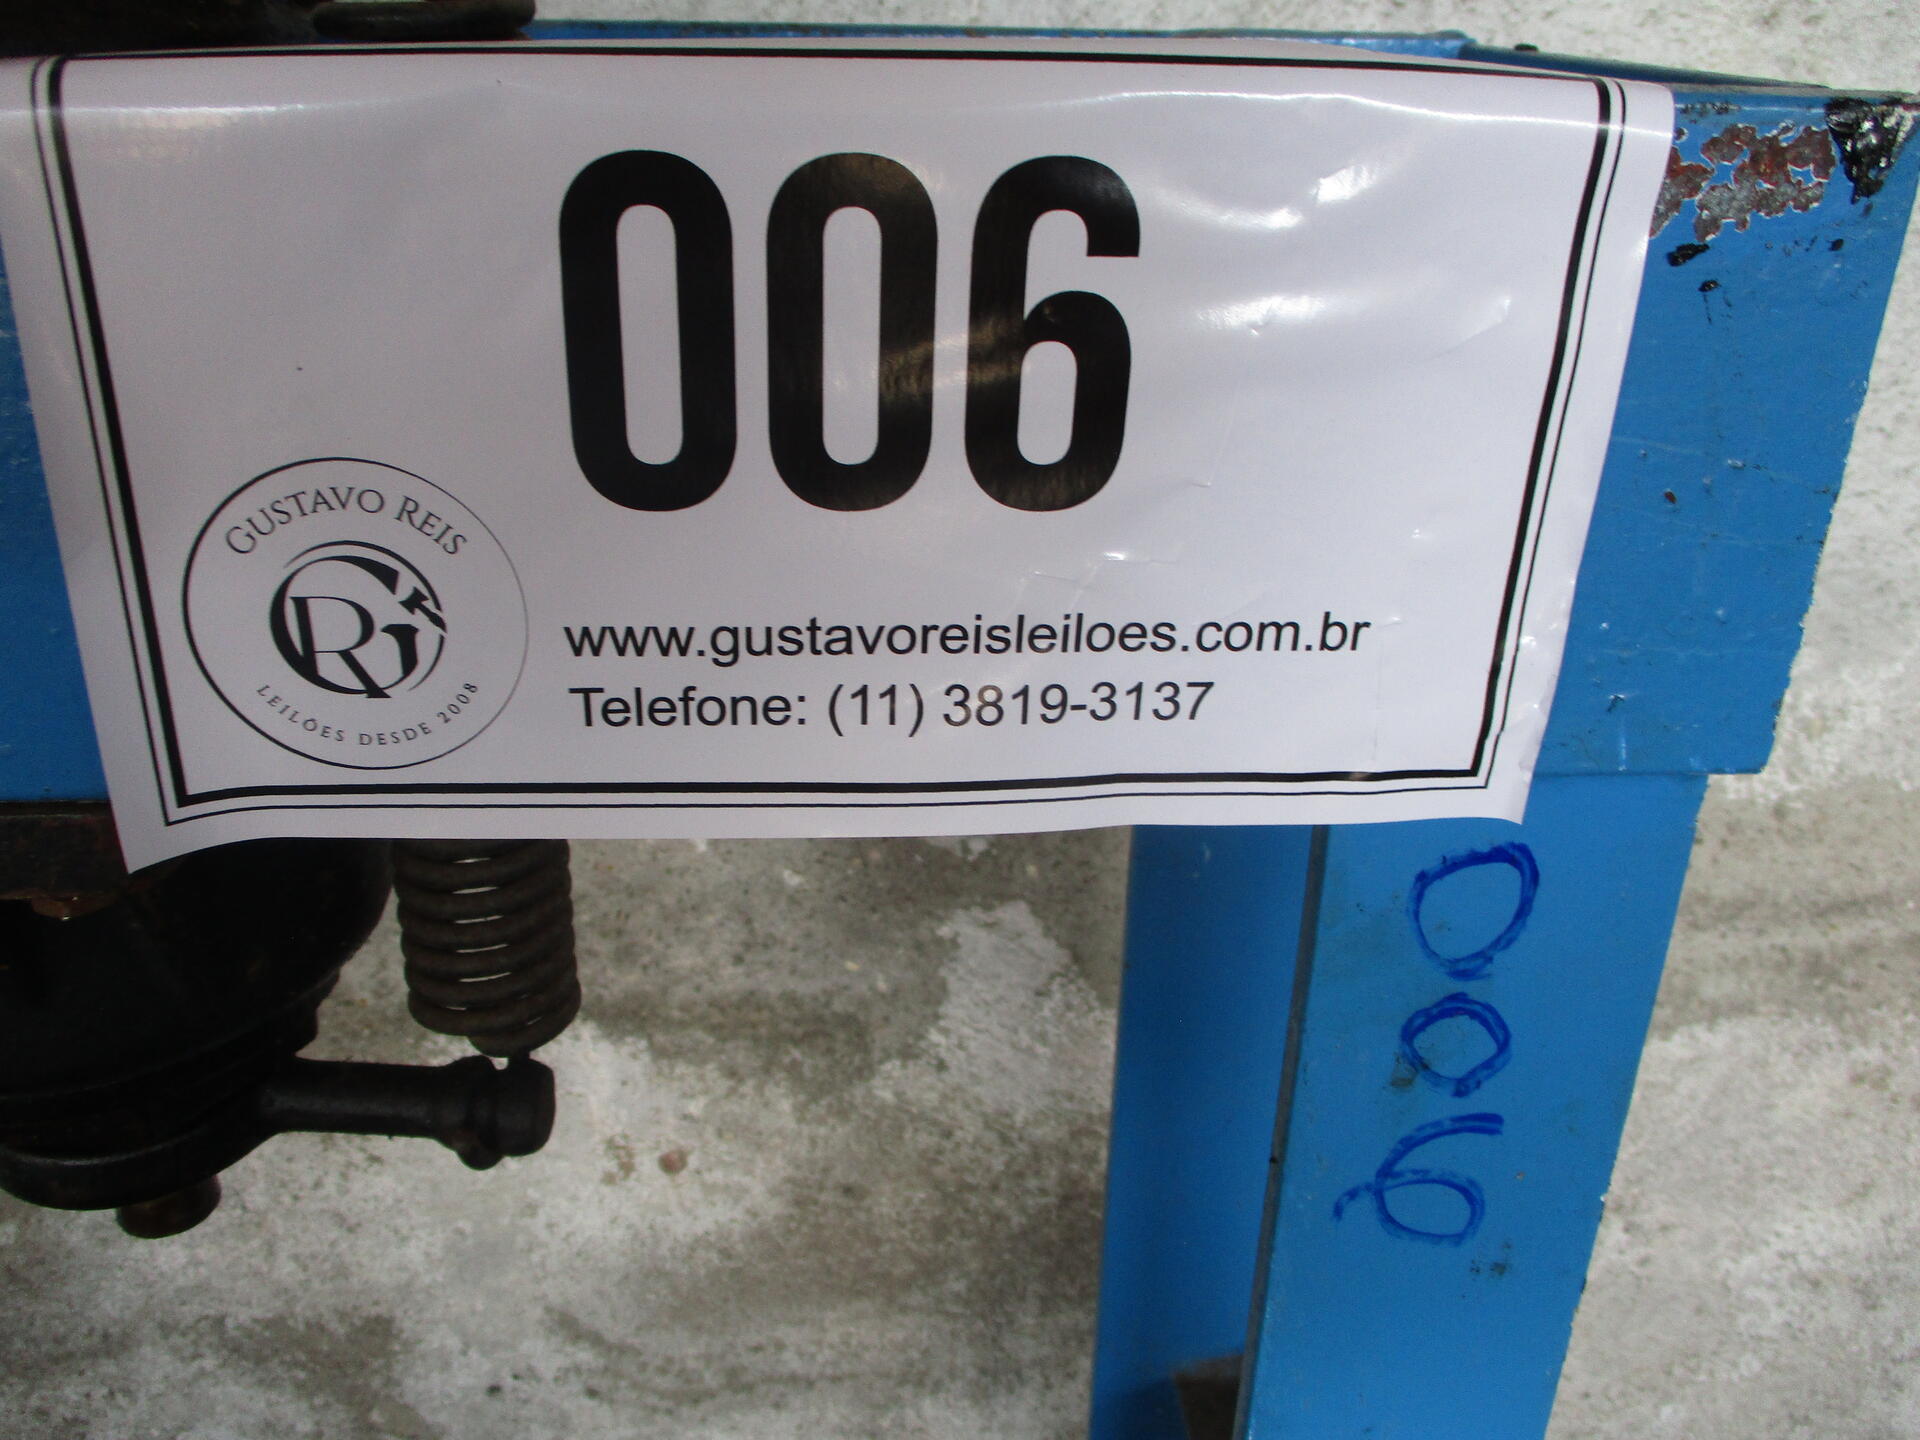 006
GUSTAVO REIS
GR
LEILÕES DESDE 2008
www.gustavoreisleiloes.com.br
Telefone: (11) 3819-3137
006